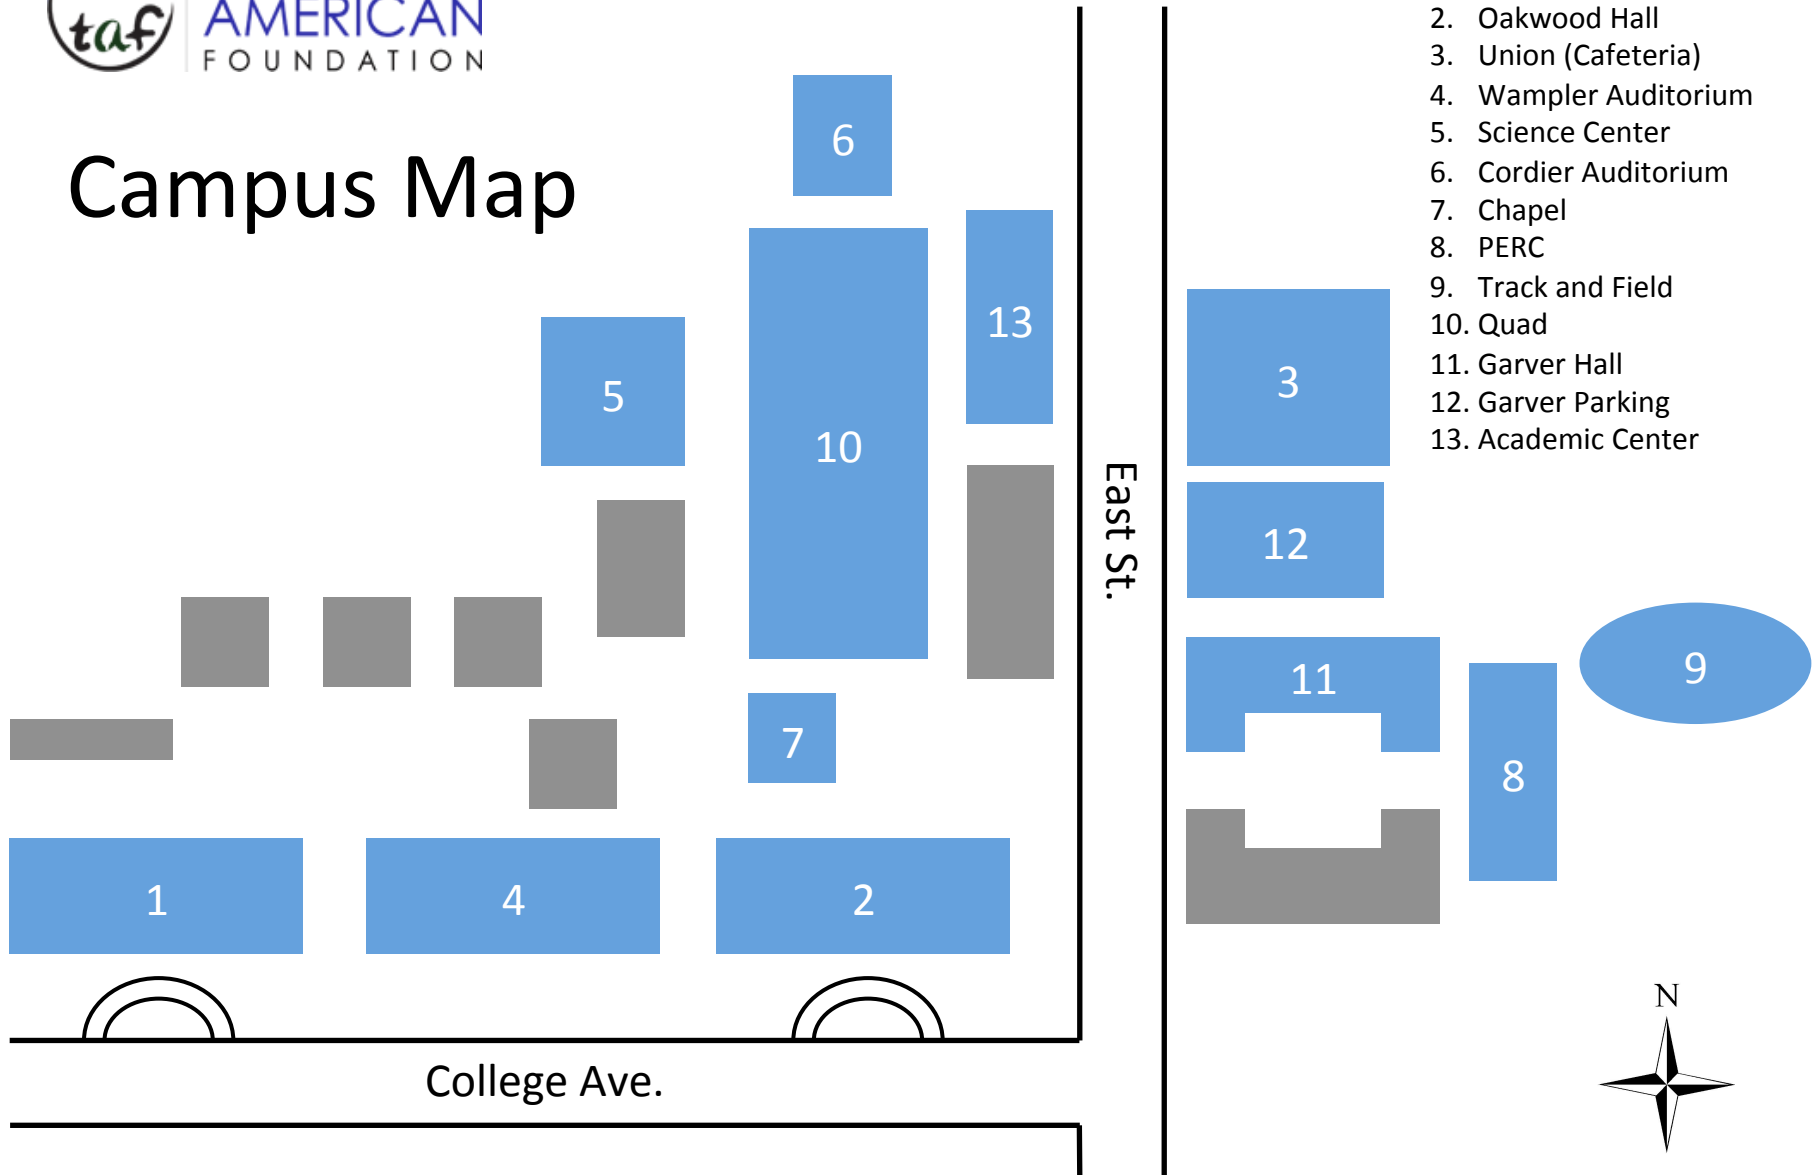 taf
AMERICAN
FOUNDATION
Campus Map
2. Oakwood Hall
3. Union (Cafeteria)
4. Wampler Auditorium
5. Science Center
6. Cordier Auditorium
7. Chapel
8. PERC
9. Track and Field
10. Quad
11. Garver Hall
12. Garver Parking
13. Academic Center
6
13
5
3
10
East St.
12
11
9
7
8
1
4
2
N
College Ave.